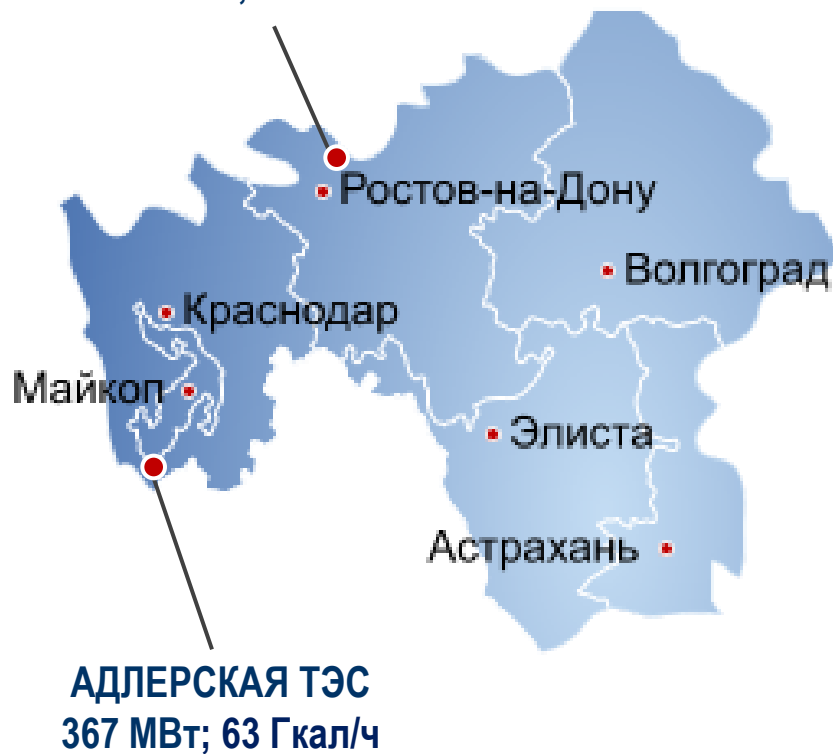 Ростов-на-Дону
Волгоград
Краснодар
Майкоп
Элиста
Астрахань
АДЛЕРСКАЯ ТЭС
367 МВт; 63 Гкал/ч